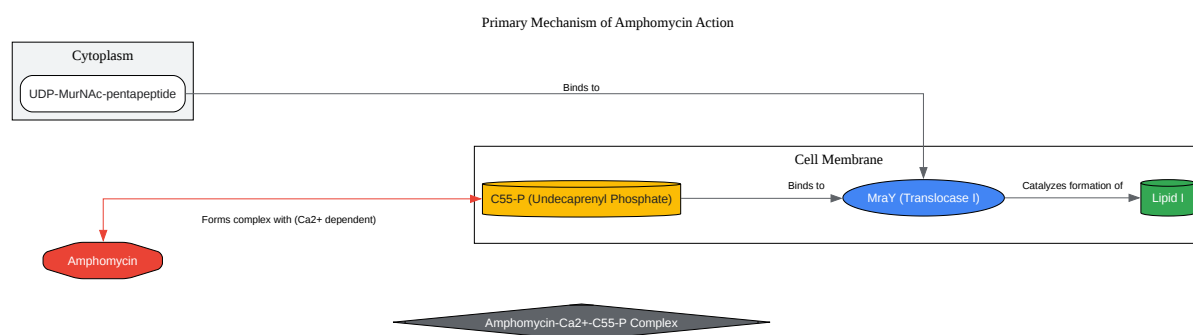 Primary Mechanism of Amphomycin Action
Cytoplasm
UDP-MurNAc-pentapeptide
Binds to
Cell Membrane
C55-P (Undecaprenyl Phosphate)
Binds to
MraY (Translocase I)
Catalyzes formation of
Lipid I
Forms complex with (Ca2+ dependent)
Amphomycin
Amphomycin-Ca2+-C55-P Complex